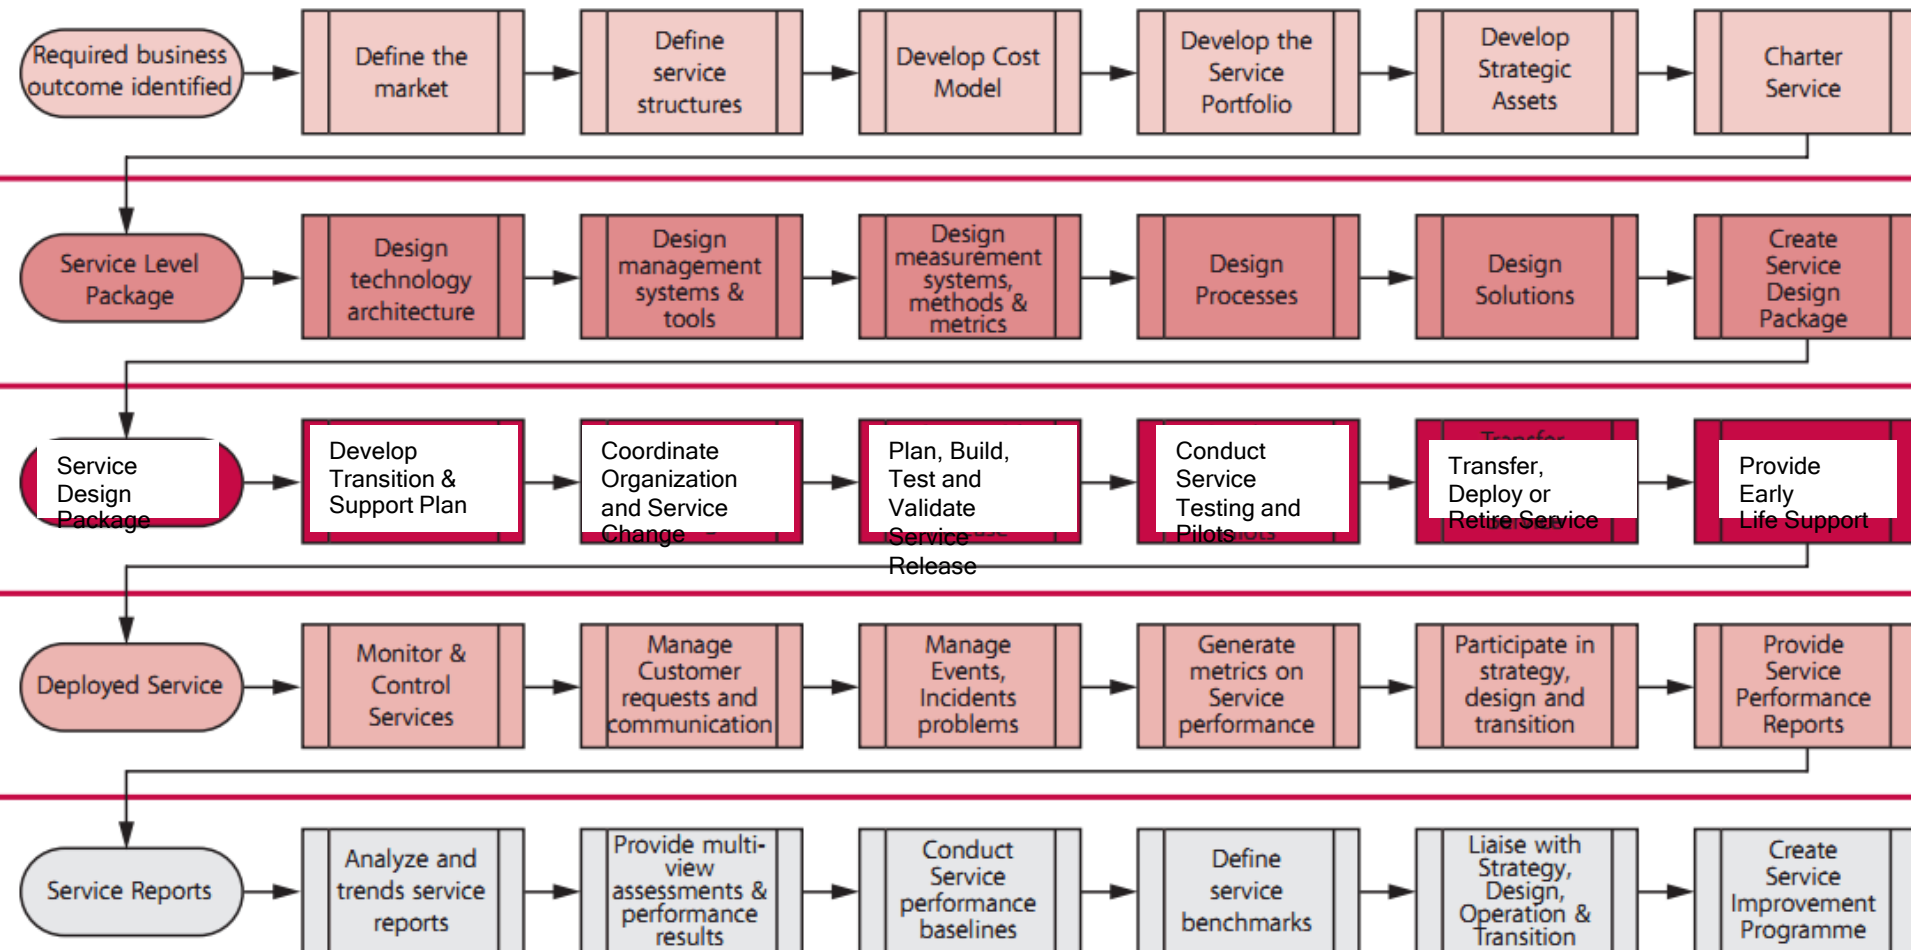 Required business
outcome identified
Define the
market
Define
service
structures
Develop Cost
Model
Develop the
Service
Portfolio
Develop
Strategic
Assets
Charter
Service
Service Level
Package
Design
technology
architecture
Design
management
systems &
tools
Design
measurement
systems,
methods &
metrics
Design
Processes
Design
Solutions
Create
Service
Design
Package
Service
Design
Package
Develop
Transition &
Support Plan
Coordinate
Organization
and Service
Change
Plan, Build,
Test and
Validate
Service
Release
Conduct
Service
Testing and
Pilots
Transfer,
Deploy or
Retire Service
Provide
Early
Life Support
Deployed Service
Monitor &
Control
Services
Manage
Customer
requests and
communication
Manage
Events,
Incidents
problems
Generate
metrics on
Service
performance
Participate in
strategy,
design and
transition
Provide
Service
Performance
Reports
Service Reports
Analyze and
trends service
reports
Provide multi-
view
assessments &
performance
results
Conduct
Service
performance
baselines
Define
service
benchmarks
Liaise with
Strategy,
Design,
Operation &
Transition
Create
Service
Improvement
Programme